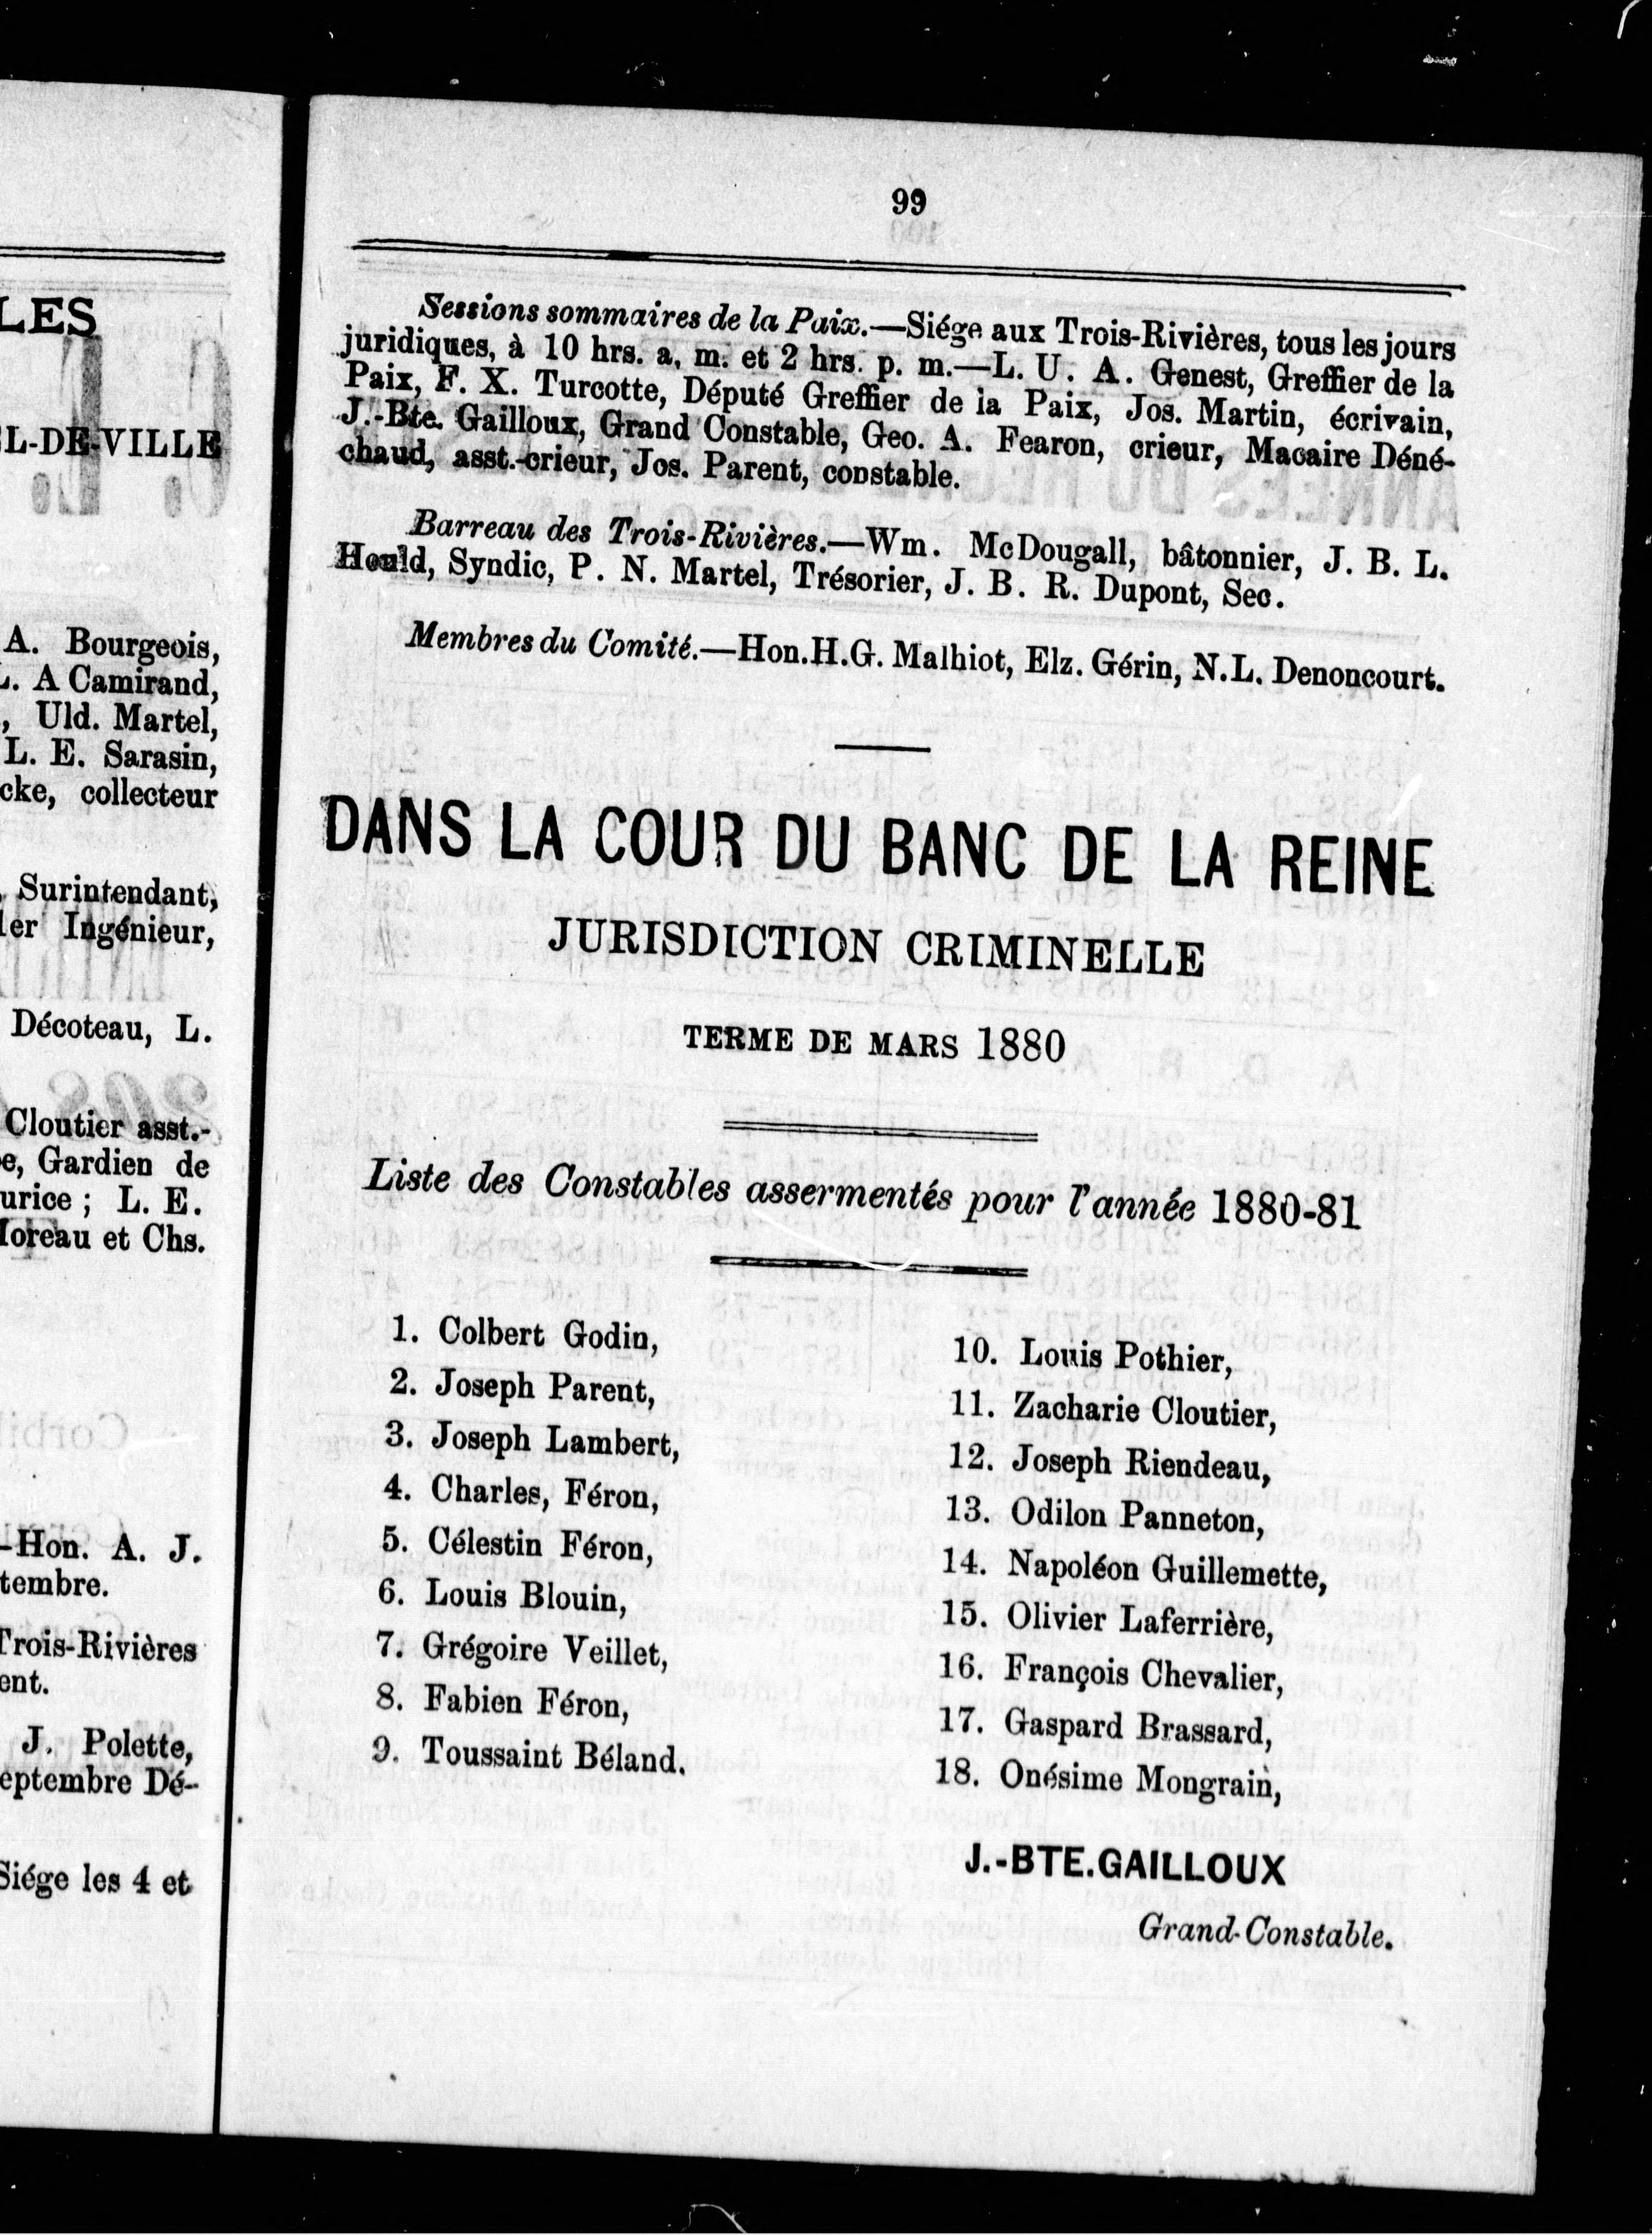 LES
EL-DE-VILLE
A. Bourgeois,
L. A Camirand,
, Uld. Martel,
L. E. Sarasin,
cke, collecteur
, Surintendant,
1er Ingénieur,
Décoteau, L.
Cloutier asst.-
e, Gardien de
urice ; L. E.
Moreau et Chs.
-Hon. A. J.
tembre.
Trois-Rivières
ent.
J. Polette,
eptembre Dé-
Siége les 4 et
99
Sessions sommaires de la Paix.—Siége aux Trois-Rivières, tous les jours
juridiques, à 10 hrs. a. m. et 2 hrs. p. m.—L. U. A. Genest, Greffier de la
Paix, F. X. Turcotte, Député Greffier de la Paix, Jos. Martin, écrivain,
J.-Bte. Gailloux, Grand Constable, Geo. A. Fearon, crieur, Macaire Déné-
chaud, asst.-crieur, Jos. Parent, constable.
Barreau des Trois-Rivières.—Wm. McDougall, bâtonnier, J. B. L.
Hould, Syndic, P. N. Martel, Trésorier, J. B. R. Dupont, Sec.
Membres du Comité.—Hon. H. G. Malhiot, Elz. Gérin, N. L. Denoncourt.
DANS LA COUR DU BANC DE LA REINE
JURISDICTION CRIMINELLE
TERME DE MARS 1880
Liste des Constables assermentés pour l'année 1880-81
1. Colbert Godin,
2. Joseph Parent,
3. Joseph Lambert,
4. Charles, Féron,
5. Célestin Féron,
6. Louis Blouin,
7. Grégoire Veillet,
8. Fabien Féron,
9. Toussaint Béland.
10. Louis Pothier,
11. Zacharie Cloutier,
12. Joseph Riendeau,
13. Odilon Panneton,
14. Napoléon Guillemette,
15. Olivier Laferrière,
16. François Chevalier,
17. Gaspard Brassard,
18. Onésime Mongrain,
J.-BTE. GAILLOUX
Grand-Constable.